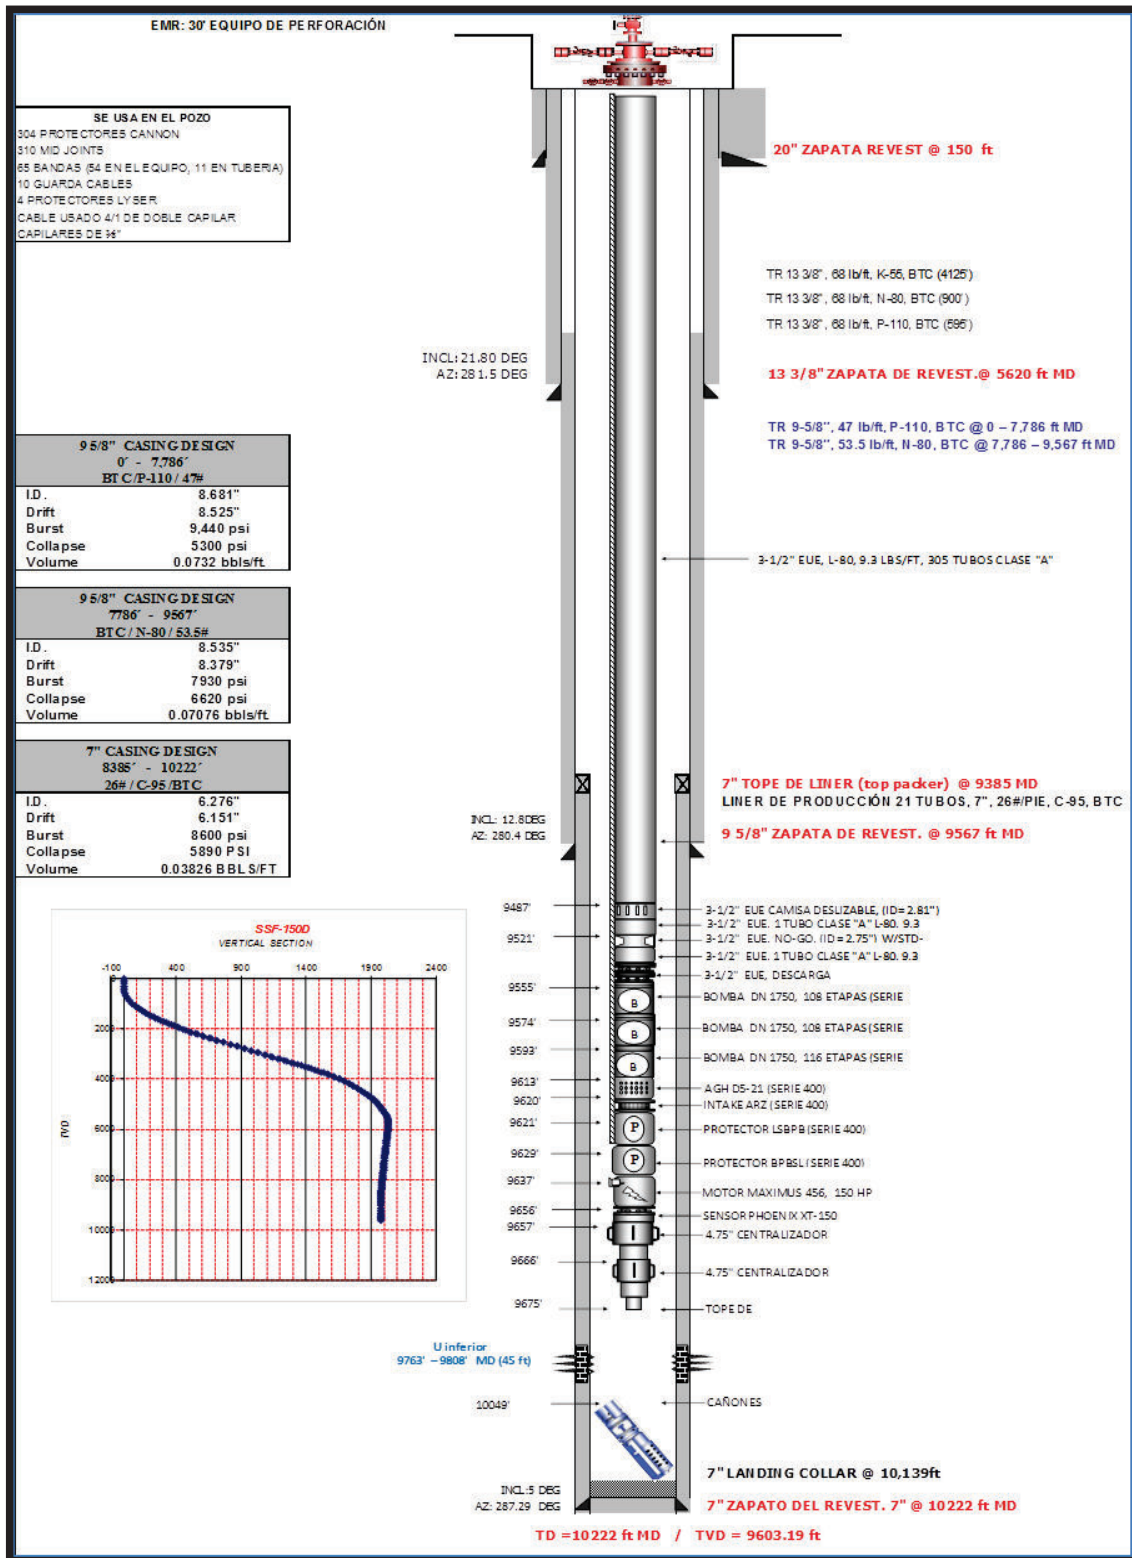 EMR: 30' EQUIPO DE PERFORACIÓN
SE USA EN EL POZO
304 PROTECTORES CANNON
310 MID JOINTS
65 BANDAS (54 EN EL EQUIPO, 11 EN TUBERIA)
10 GUARDA CABLES
4 PROTECTORES LYSER
CABLE USADO 4/1 DE DOBLE CAPILAR
CAPILARES DE
20" ZAPATA REVEST @ 150 ft
TR 13 3/8", 68 lb/ft, K-55, BTC (4125')
TR 13 3/8", 68 lb/ft, N-80, BTC (900')
TR 13 3/8", 68 lb/ft, P-110, BTC (595')
INCL: 21.80 DEG
AZ: 281.5 DEG
13 3/8" ZAPATA DE REVEST.@ 5620 ft MD
TR 9-5/8", 47 lb/ft, P-110, BTC @ 0 – 7,786 ft MD
TR 9-5/8", 53.5 lb/ft, N-80, BTC @ 7,786 – 9,567 ft MD
9 5/8" CASING DESIGN
0´ - 7,786´
BTC/P-110 / 47#
I.D. 8.681"
Drift 8.525"
Burst 9,440 psi
Collapse 5300 psi
Volume 0.0732 bbls/ft
3-1/2" EUE, L-80, 9.3 LBS/FT, 305 TUBOS CLASE "A"
9 5/8" CASING DESIGN
7786´ - 9567´
BTC / N-80 / 53.5#
I.D. 8.535"
Drift 8.379"
Burst 7930 psi
Collapse 6620 psi
Volume 0.07076 bbls/ft
7" CASING DESIGN
8385´ - 10222´
26# / C-95 /BTC
I.D. 6.276"
Drift 6.151"
Burst 8600 psi
Collapse 5890 PSI
Volume 0.03826 BBLS/FT
7" TOPE DE LINER (top packer) @ 9385 MD
LINER DE PRODUCCIÓN 21 TUBOS, 7", 26#/PIE, C-95, BTC
INCL: 12.8DEG
AZ: 280.4 DEG
9 5/8" ZAPATA DE REVEST. @ 9567 ft MD
9487' 3-1/2" EUE CAMISA DESLIZABLE, (ID= 2.81")
3-1/2" EUE. 1 TUBO CLASE "A" L-80. 9.3
9521' 3-1/2" EUE. NO-GO. (ID = 2.75") W/STD-
3-1/2" EUE. 1 TUBO CLASE "A" L-80. 9.3
3-1/2" EUE, DESCARGA
9555' BOMBA DN 1750, 108 ETAPAS (SERIE
B
9574' BOMBA DN 1750, 108 ETAPAS (SERIE
B
9593' BOMBA DN 1750, 116 ETAPAS (SERIE
B
9613' AGH D5-21 (SERIE 400)
9620' INTAKE ARZ (SERIE 400)
9621' PROTECTOR LSBPB (SERIE 400)
P
9629' PROTECTOR BPBSL (SERIE 400)
P
9637' MOTOR MAXIMUS 456, 150 HP
9656' SENSOR PHOENIX XT-150
9657' 4.75" CENTRALIZADOR
9666' 4.75" CENTRALIZADOR
9675' TOPE DE
SSF-150D
VERTICAL SECTION
-100 400 900 1400 1900 2400
0
2000
4000
6000
8000
10000
12000
TVD
U inferior
9763' – 9808' MD (45 ft)
10049' CAÑONES
7" LANDING COLLAR @ 10,139ft
INCL:5 DEG
AZ: 287.29 DEG
7" ZAPATO DEL REVEST. 7" @ 10222 ft MD
TD =10222 ft MD / TVD = 9603.19 ft